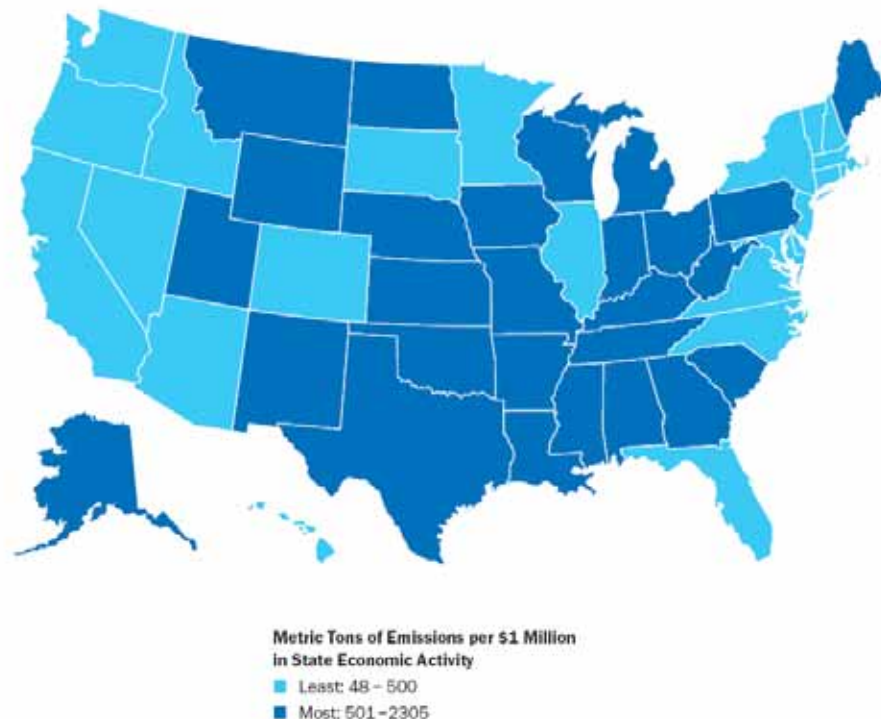 Metric Tons of Emissions per $1 Million
in State Economic Activity
Least: 48 – 500
Most: 501 – 2305